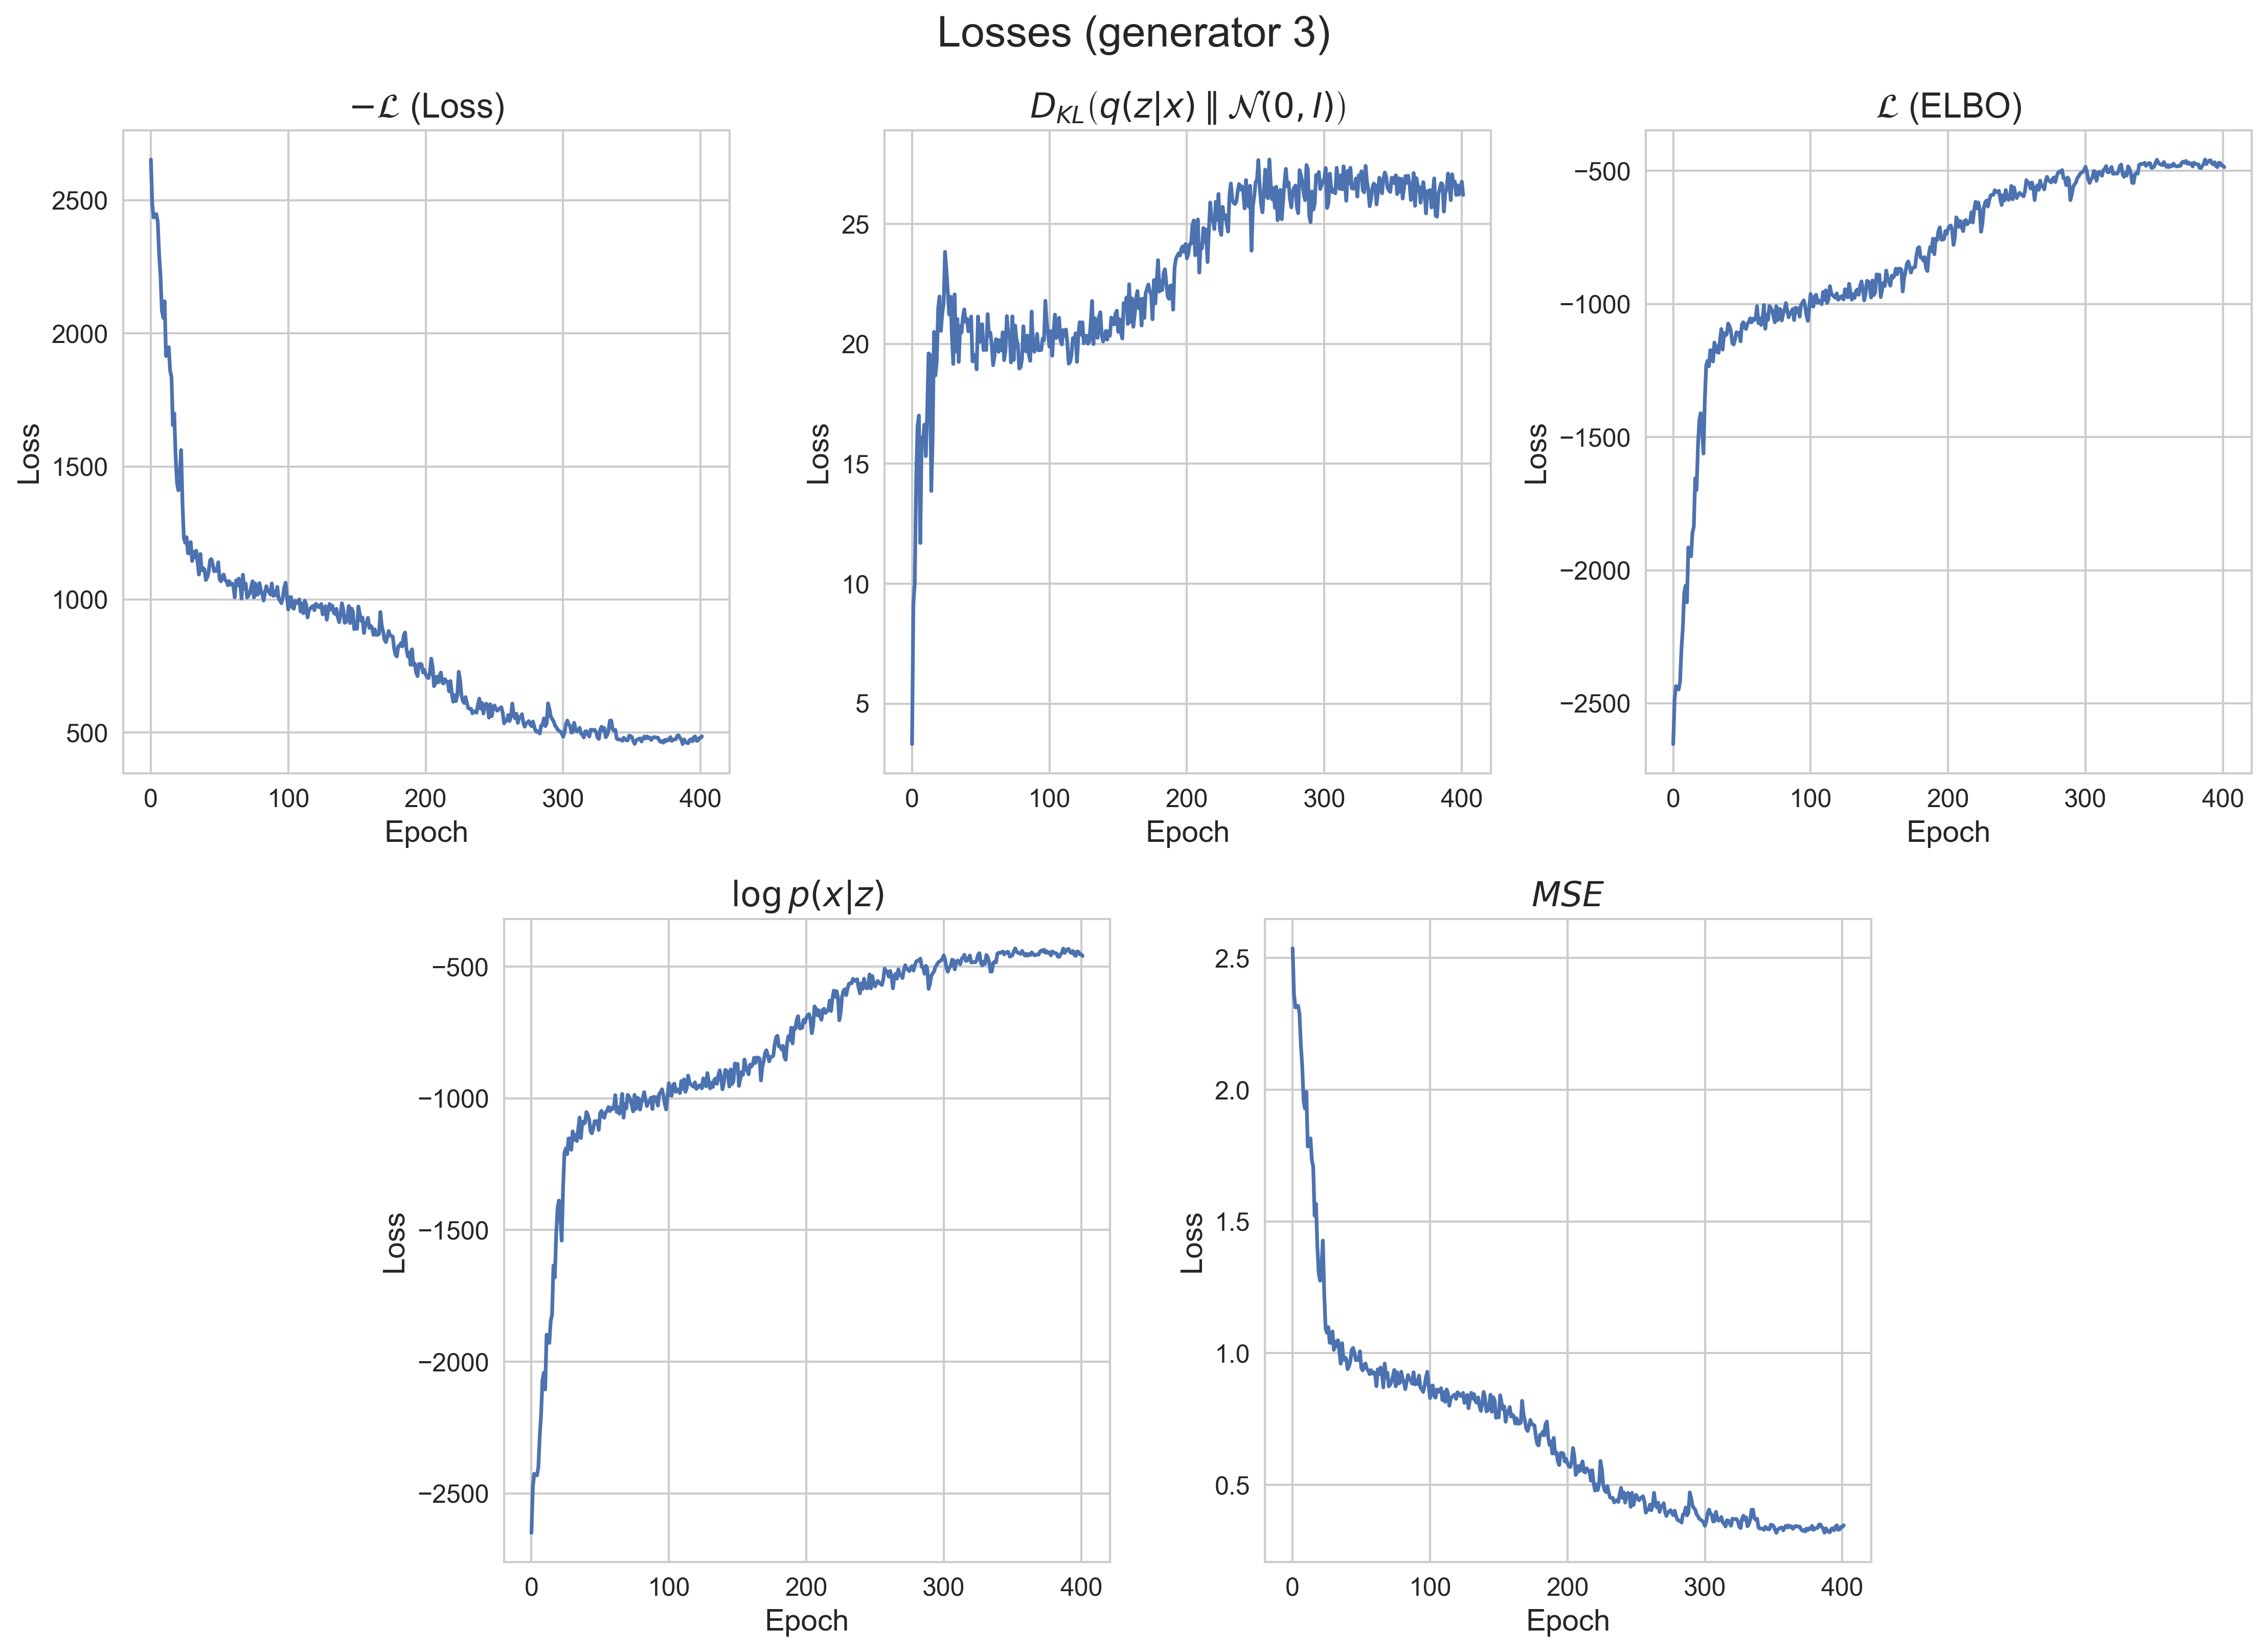 Losses (generator 3)
−ℒ (Loss)
D_{KL}(q(z|x) ∥ 𝒩(0, I))
ℒ (ELBO)
Loss
2500
2000
1500
1000
500
0 100 200 300 400
Epoch
Loss
25
20
15
10
5
0 100 200 300 400
Epoch
Loss
−500
−1000
−1500
−2000
−2500
0 100 200 300 400
Epoch
log p(x|z)
Loss
−500
−1000
−1500
−2000
−2500
0 100 200 300 400
Epoch
MSE
Loss
2.5
2.0
1.5
1.0
0.5
0 100 200 300 400
Epoch